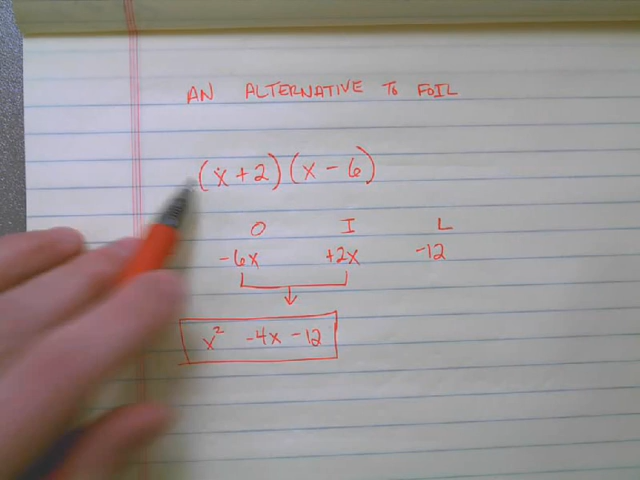 AN ALTERNATIVE TO FOIL
(x + 2)(x - 6)
O I L
-6x +2x -12
x² -4x -12